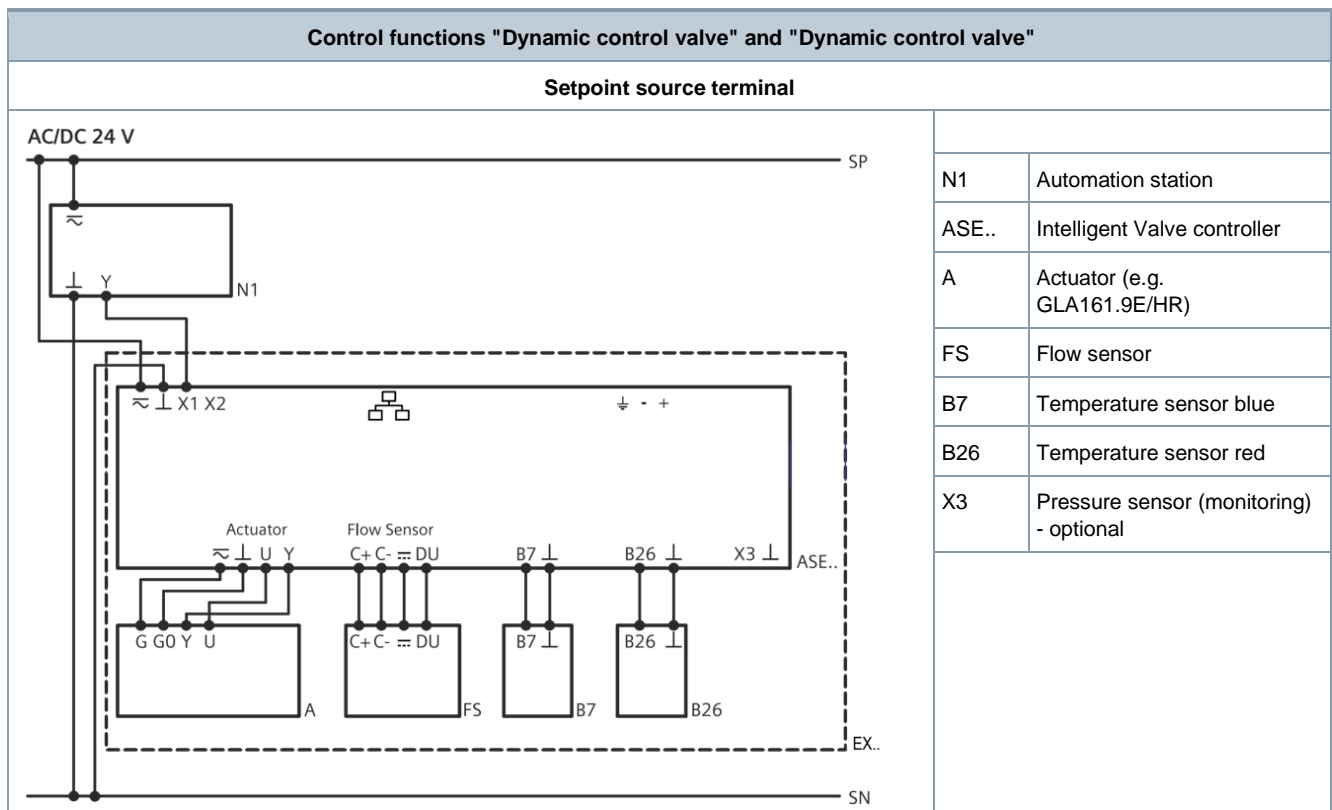 Control functions "Dynamic control valve" and "Dynamic control valve"
Setpoint source terminal
AC/DC 24 V
SP
⊥ Y
N1
⊥ X1 X2
⏚ - +
Actuator
Flow Sensor
⊥ U Y
C+ C- ⎓ DU
B7 ⊥
B26 ⊥
X3 ⊥
ASE..
G G0 Y U
A
C+ C- ⎓ DU
FS
B7 ⊥
B7
B26 ⊥
B26
EX..
SN
N1 Automation station
ASE.. Intelligent Valve controller
A Actuator (e.g.
GLA161.9E/HR)
FS Flow sensor
B7 Temperature sensor blue
B26 Temperature sensor red
X3 Pressure sensor (monitoring)
- optional